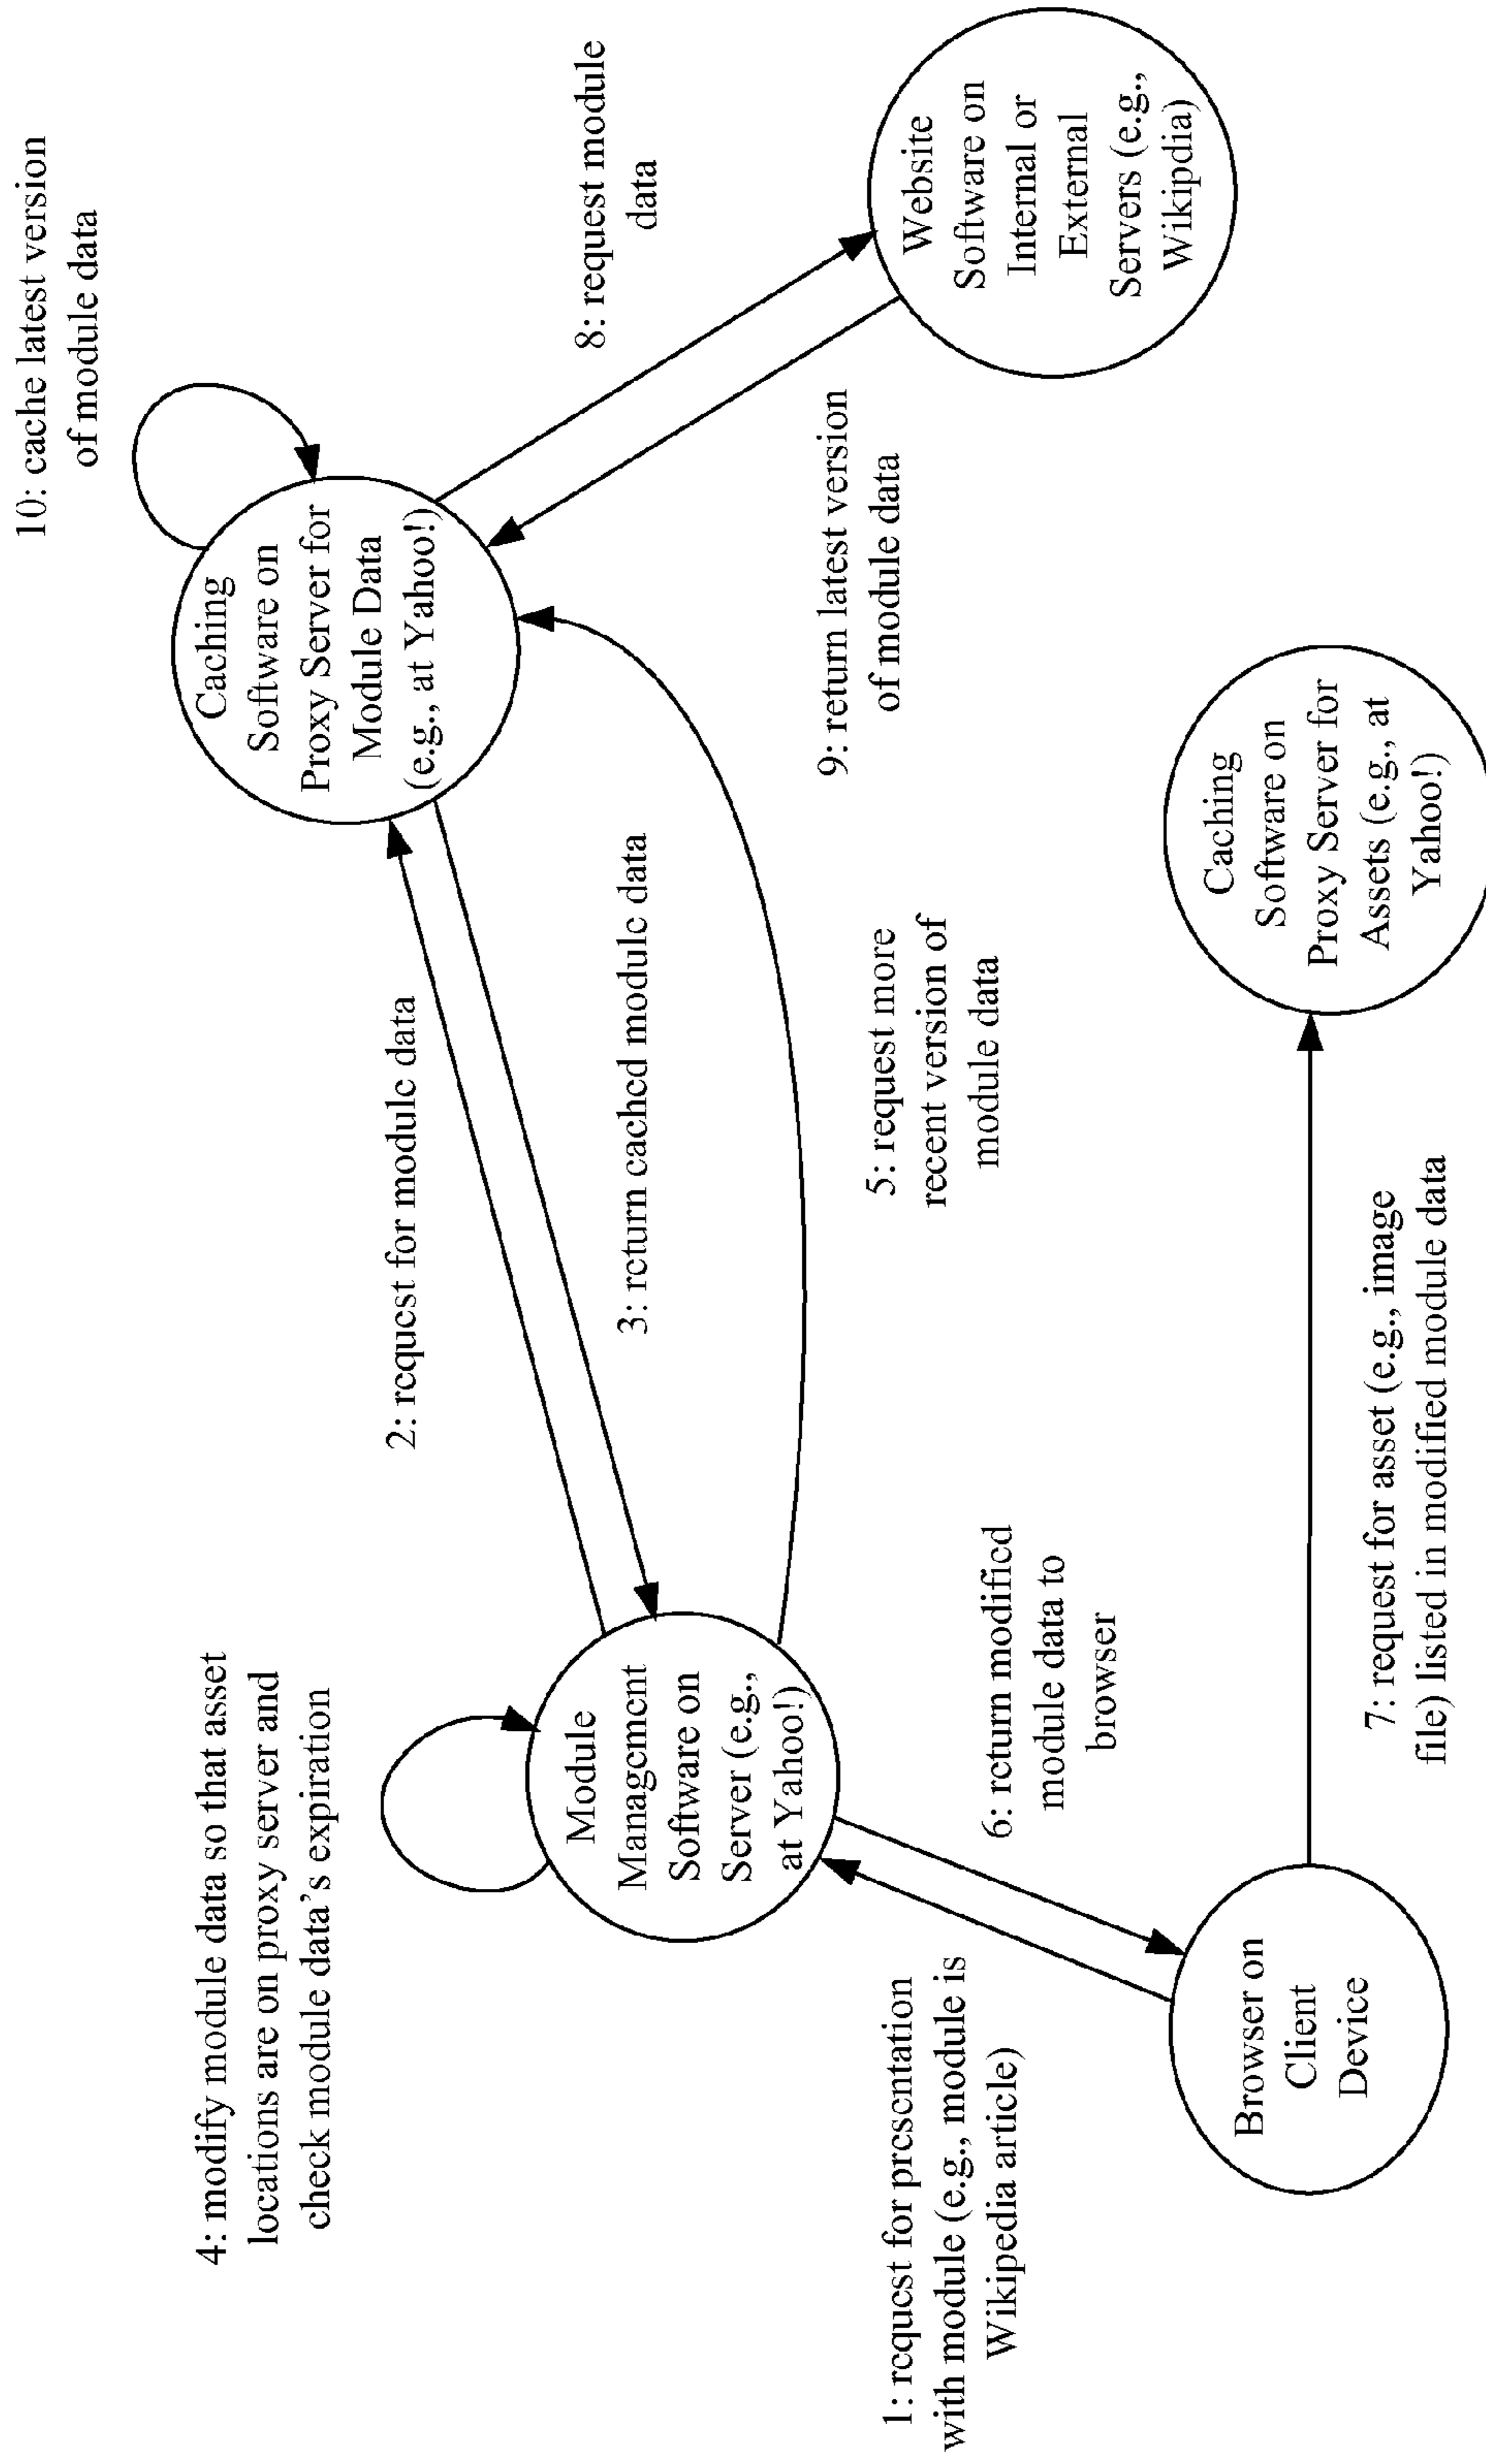 10: cache latest version
of module data
4: modify module data so that asset
locations are on proxy server and
check module data's expiration
Caching
Software on
Proxy Server for
Module Data
(e.g., at Yahoo!)
2: request for module data
3: return cached module data
8: request module
data
Module
Management
Software on
Server (e.g.,
at Yahoo!)
9: return latest version
of module data
5: request more
recent version of
module data
Website
Software on
Internal or
External
Servers (e.g.,
Wikipdia)
1: request for presentation
with module (e.g., module is
Wikipedia article)
6: return modified
module data to
browser
Browser on
Client
Device
Caching
Software on
Proxy Server for
Assets (e.g., at
Yahoo!)
7: request for asset (e.g., image
file) listed in modified module data